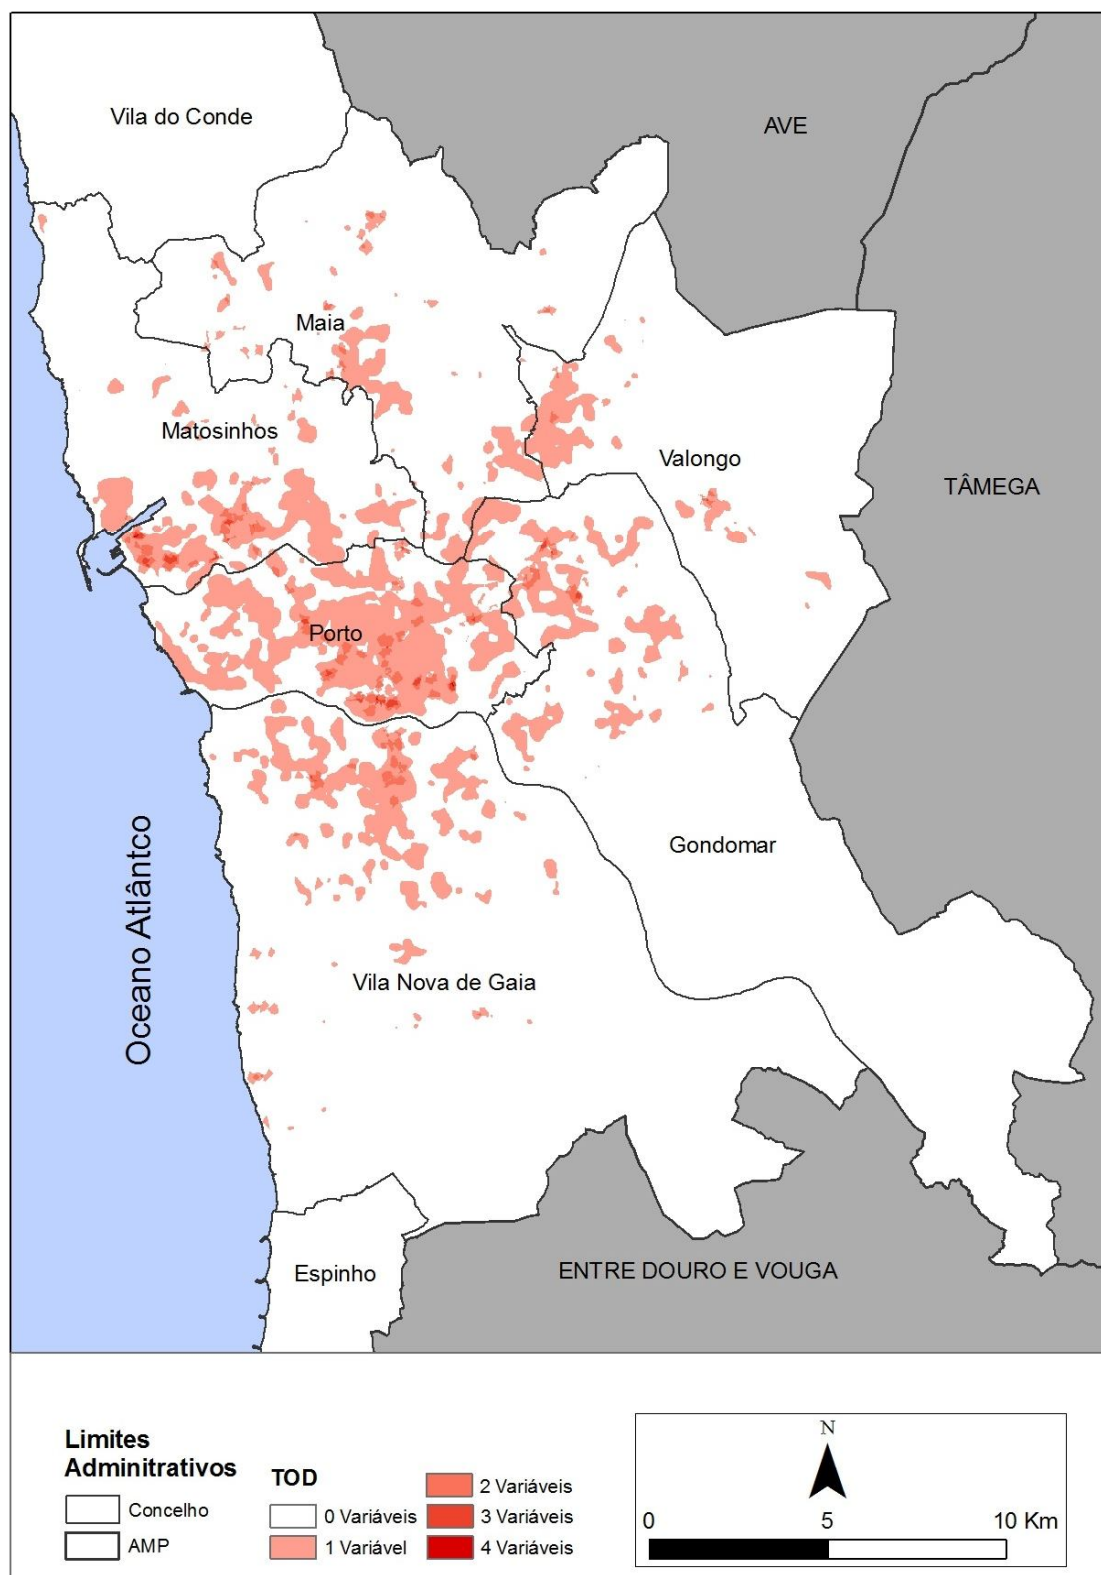 Vila do Conde
AVE
Maia
Matosinhos
Valongo
TÂMEGA
Porto
Gondomar
Oceano Atlântco
Vila Nova de Gaia
Espinho
ENTRE DOURO E VOUGA
Limites
Adminitrativos
Concelho
AMP
TOD
0 Variáveis
1 Variável
2 Variáveis
3 Variáveis
4 Variáveis
N
0 5 10 Km